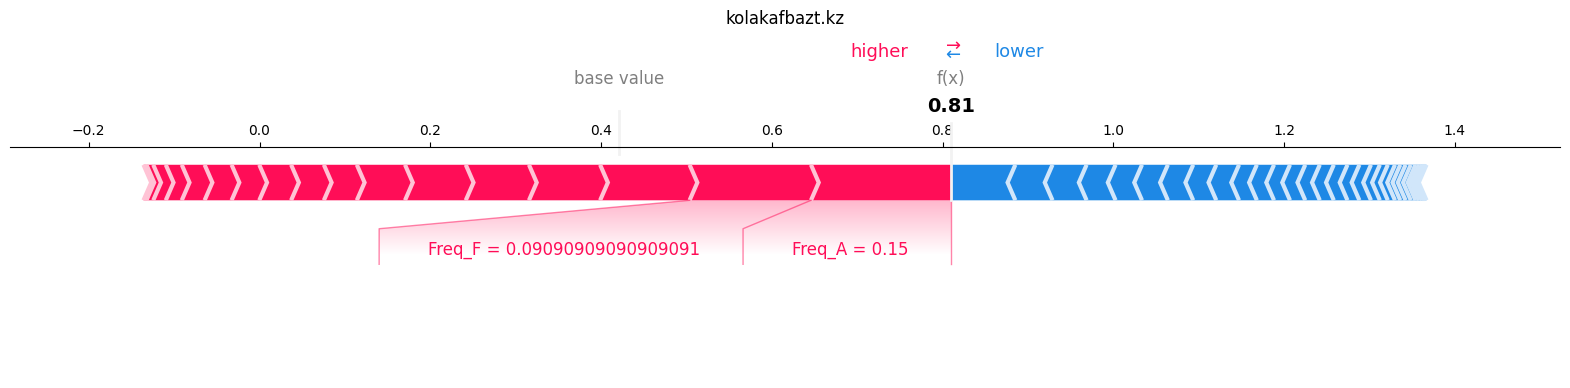 kolakafbazt.kz
higher ⇄ lower
base value f(x)
0.81
−0.2 0.0 0.2 0.4 0.6 0.8 1.0 1.2 1.4
Freq_F = 0.09090909090909091 Freq_A = 0.15